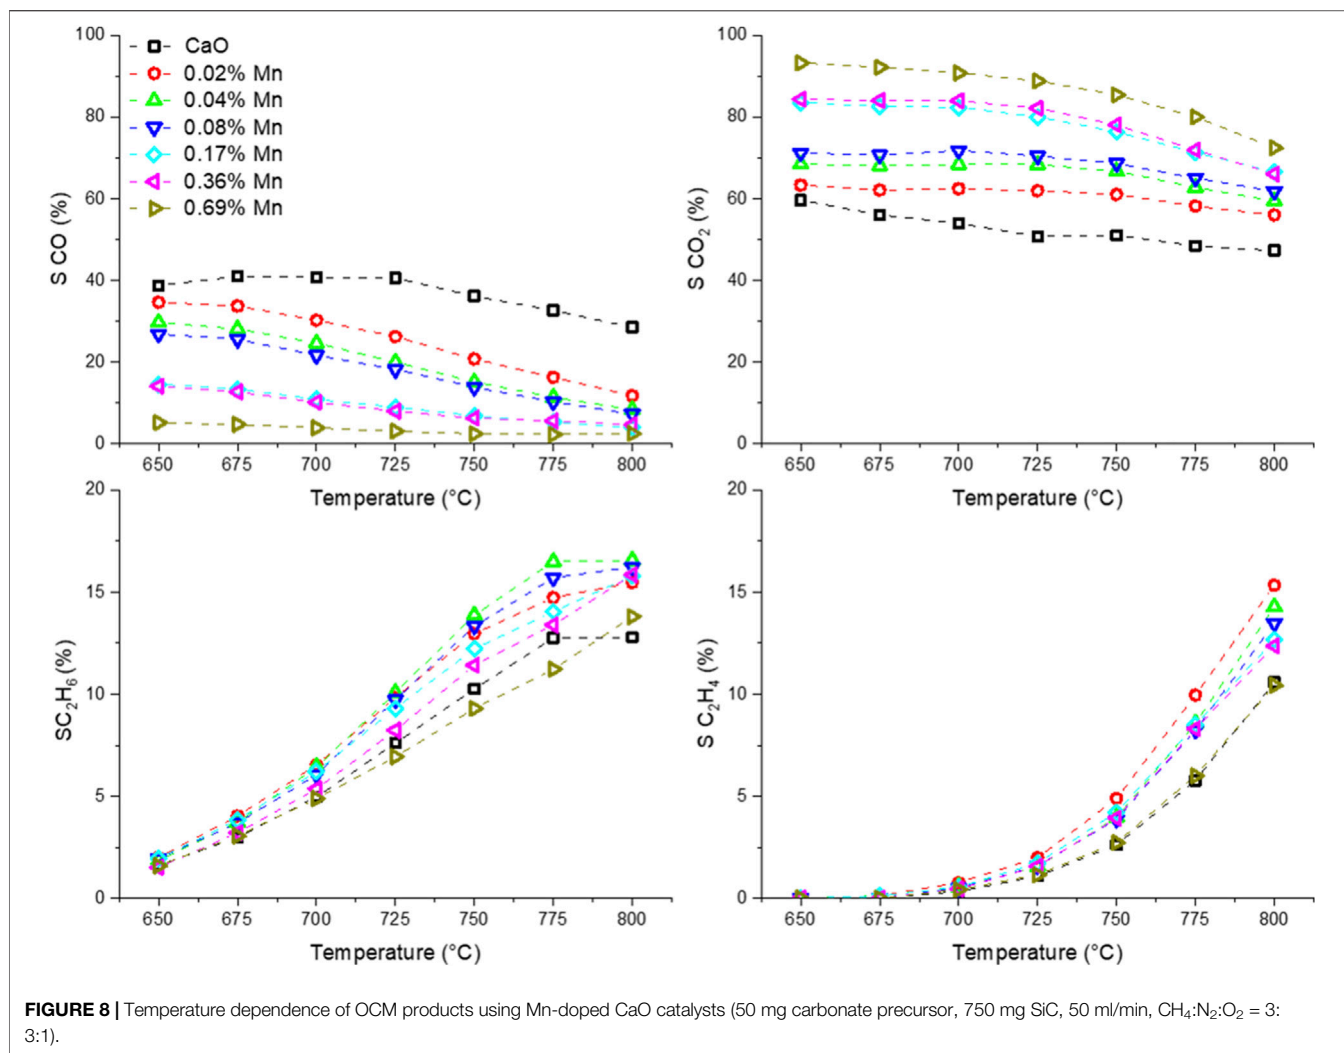 100
80
60
40
20
0
S CO (%)
CaO
0.02% Mn
0.04% Mn
0.08% Mn
0.17% Mn
0.36% Mn
0.69% Mn
650 675 700 725 750 775 800
Temperature (°C)
100
80
60
40
20
0
S CO₂ (%)
650 675 700 725 750 775 800
Temperature (°C)
20
15
10
5
0
SC₂H₆ (%)
650 675 700 725 750 775 800
Temperature (°C)
20
15
10
5
0
S C₂H₄ (%)
650 675 700 725 750 775 800
Temperature (°C)
FIGURE 8 | Temperature dependence of OCM products using Mn-doped CaO catalysts (50 mg carbonate precursor, 750 mg SiC, 50 ml/min, CH₄:N₂:O₂ = 3:
3:1).